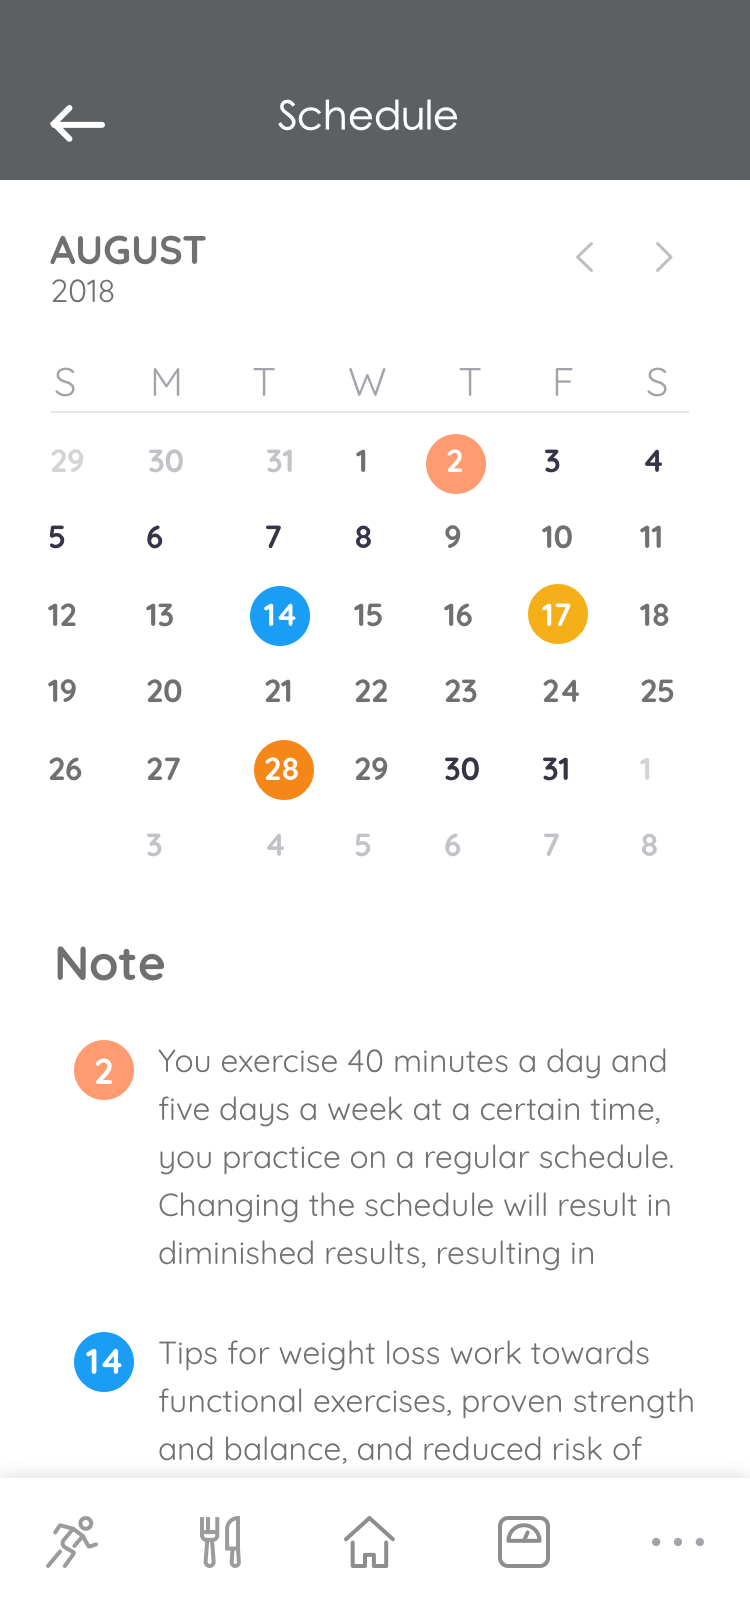 Schedule
AUGUST
2018
S M T W T F S
29 30 31 1 2 3 4
5 6 7 8 9 10 11
12 13 14 15 16 17 18
19 20 21 22 23 24 25
26 27 28 29 30 31 1
3 4 5 6 7 8
Note
2 You exercise 40 minutes a day and
five days a week at a certain time,
you practice on a regular schedule.
Changing the schedule will result in
diminished results, resulting in
14 Tips for weight loss work towards
functional exercises, proven strength
and balance, and reduced risk of